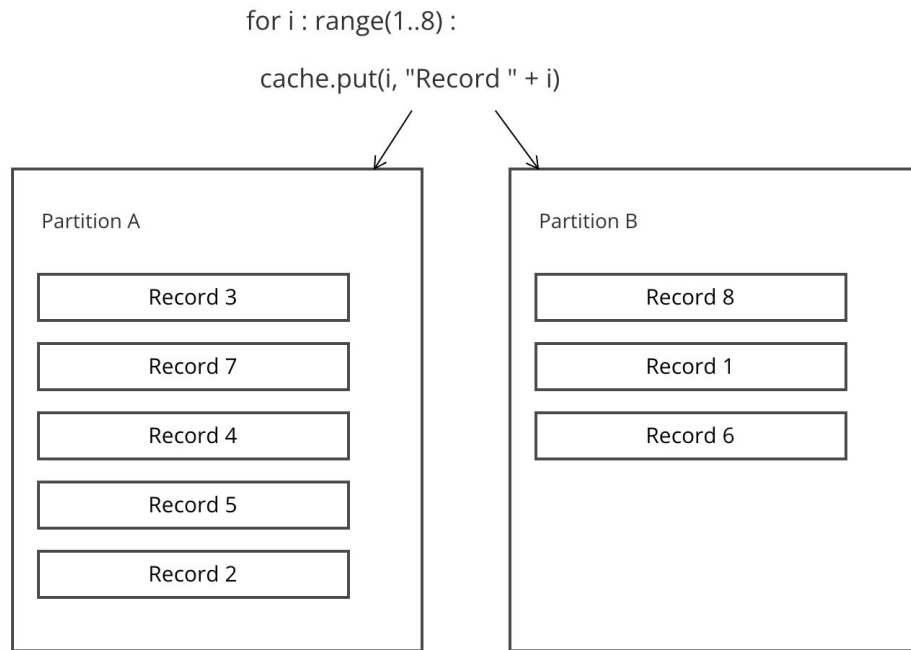 for i : range(1..8) :
cache.put(i, "Record " + i)
Partition A
Record 3
Record 7
Record 4
Record 5
Record 2
Partition B
Record 8
Record 1
Record 6